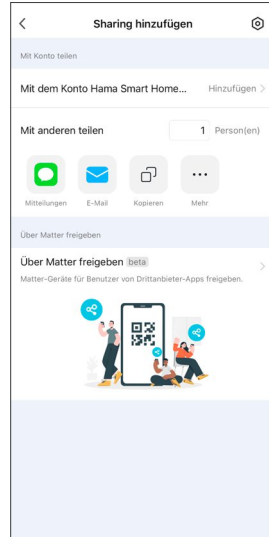 Sharing hinzufügen
Mit Konto teilen
Mit dem Konto Hama Smart Home... Hinzufügen
Mit anderen teilen 1 Person(en)
Mitteilungen E-Mail Kopieren Mehr
Über Matter freigeben
Über Matter freigeben beta
Matter-Geräte für Benutzer von Drittanbieter-Apps freigeben.